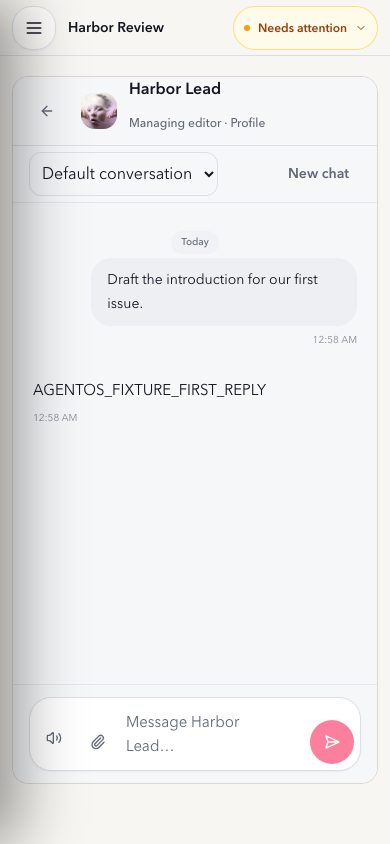 Harbor Review
Needs attention
Harbor Lead
Managing editor · Profile
Default conversation
New chat
Today
Draft the introduction for our first
issue.
12:58 AM
AGENTOS_FIXTURE_FIRST_REPLY
12:58 AM
Message Harbor
Lead…